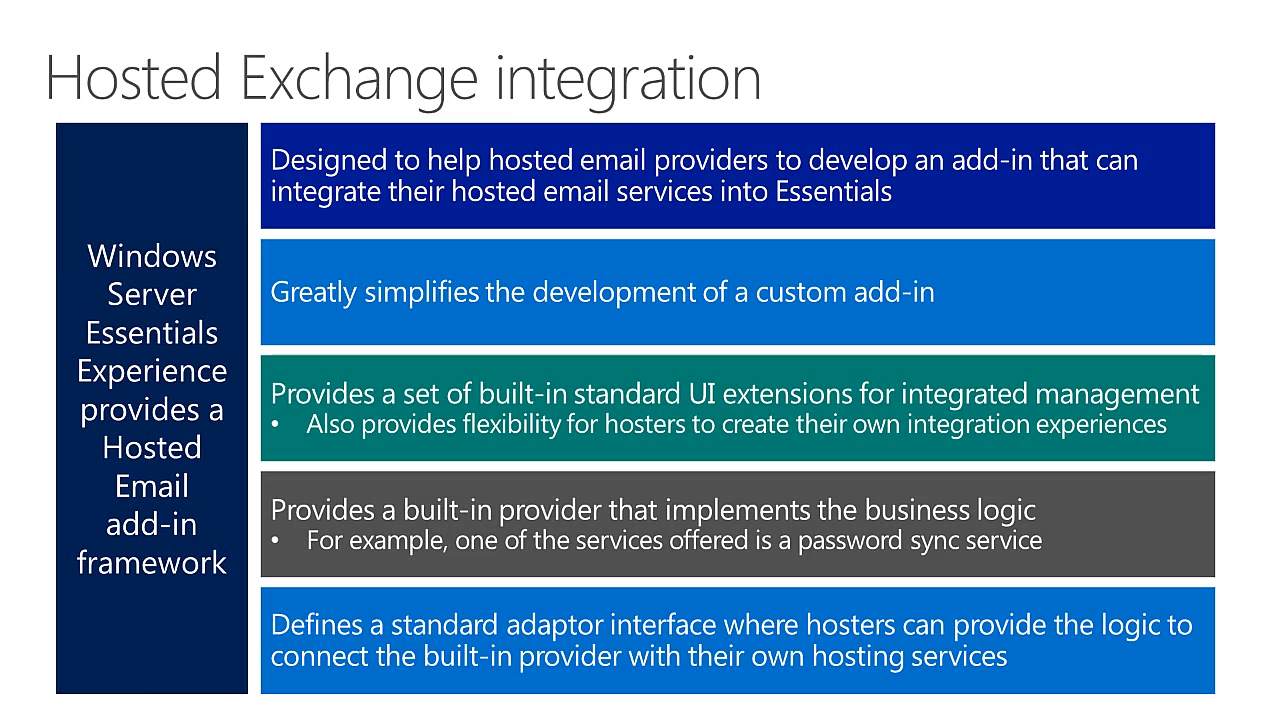 Hosted Exchange integration
Windows
Server
Essentials
Experience
provides a
Hosted
Email
add-in
framework
Designed to help hosted email providers to develop an add-in that can
integrate their hosted email services into Essentials
Greatly simplifies the development of a custom add-in
Provides a set of built-in standard UI extensions for integrated management
• Also provides flexibility for hosters to create their own integration experiences
Provides a built-in provider that implements the business logic
• For example, one of the services offered is a password sync service
Defines a standard adaptor interface where hosters can provide the logic to
connect the built-in provider with their own hosting services